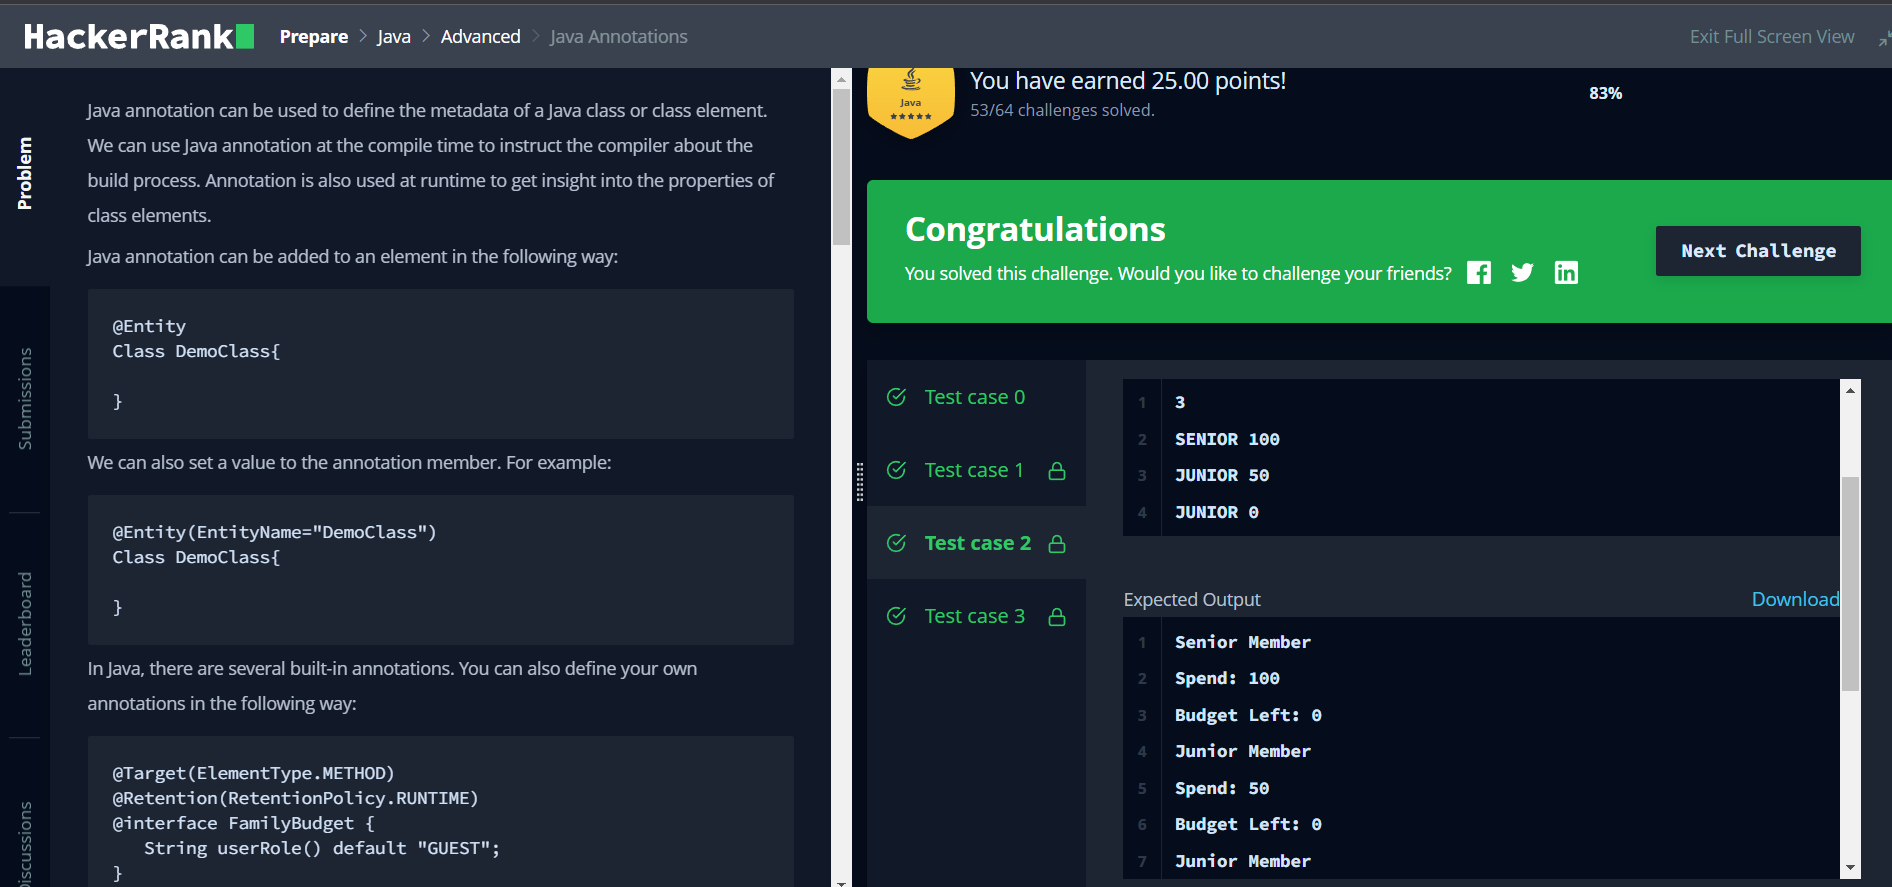 HackerRank
Prepare > Java > Advanced > Java Annotations
Exit Full Screen View
Problem
Submissions
Leaderboard
Discussions
Java annotation can be used to define the metadata of a Java class or class element.
We can use Java annotation at the compile time to instruct the compiler about the
build process. Annotation is also used at runtime to get insight into the properties of
class elements.
Java annotation can be added to an element in the following way:
@Entity
Class DemoClass{
}
We can also set a value to the annotation member. For example:
@Entity(EntityName="DemoClass")
Class DemoClass{
}
In Java, there are several built-in annotations. You can also define your own
annotations in the following way:
@Target(ElementType.METHOD)
@Retention(RetentionPolicy.RUNTIME)
@interface FamilyBudget {
String userRole() default "GUEST";
}
Java
You have earned 25.00 points!
53/64 challenges solved.
83%
Congratulations
You solved this challenge. Would you like to challenge your friends?
Next Challenge
Test case 0
Test case 1
Test case 2
Test case 3
1 3
2 SENIOR 100
3 JUNIOR 50
4 JUNIOR 0
Expected Output
Download
1 Senior Member
2 Spend: 100
3 Budget Left: 0
4 Junior Member
5 Spend: 50
6 Budget Left: 0
7 Junior Member